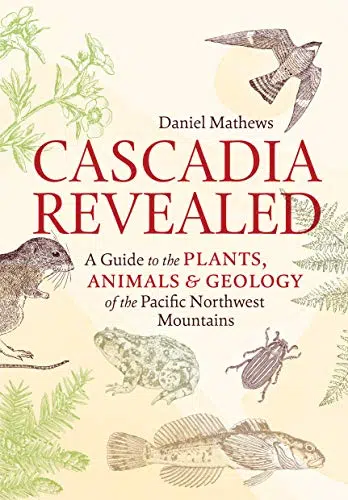 Daniel Mathews
CASCADIA
REVEALED
A Guide to the PLANTS,
ANIMALS & GEOLOGY
of the Pacific Northwest
Mountains